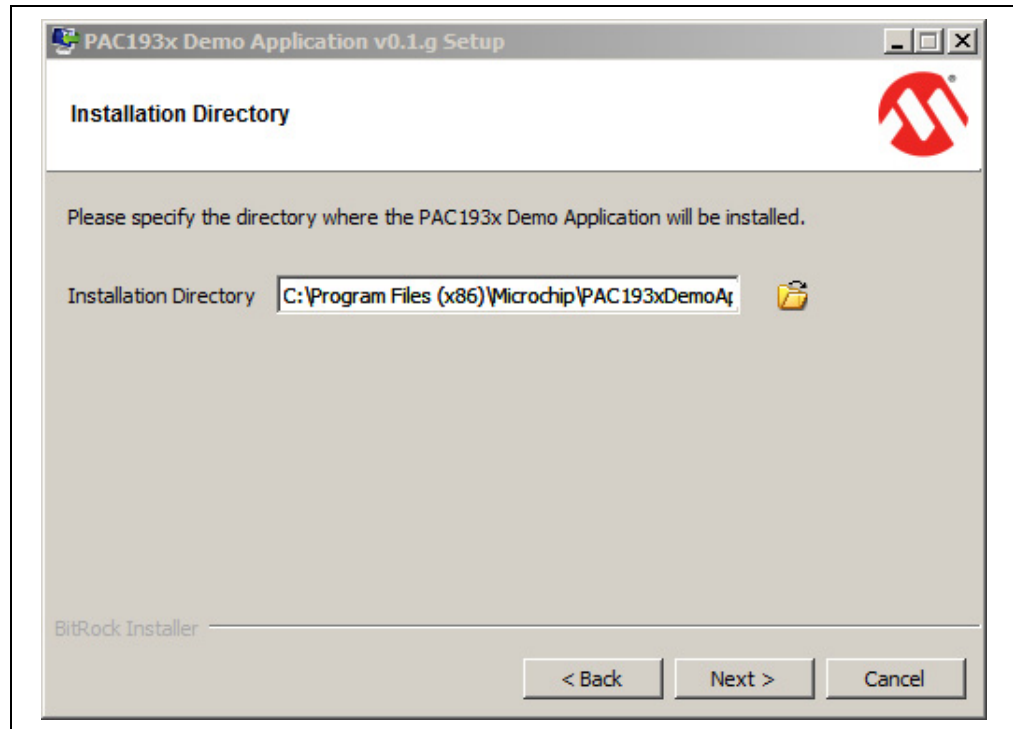 PAC193x Demo Application v0.1.g Setup
Installation Directory
Please specify the directory where the PAC193x Demo Application will be installed.
Installation Directory C:\Program Files (x86)\Microchip\PAC193xDemoAp
BitRock Installer
< Back Next > Cancel